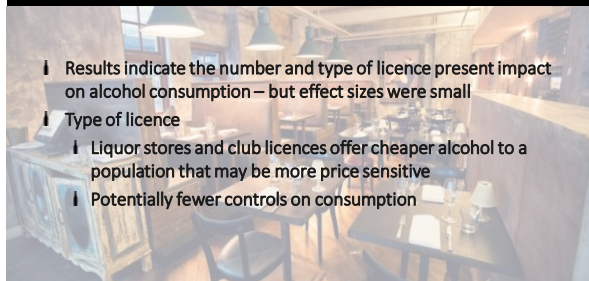 Results indicate the number and type of licence present impact
on alcohol consumption – but effect sizes were small
Type of licence
Liquor stores and club licences offer cheaper alcohol to a
population that may be more price sensitive
Potentially fewer controls on consumption